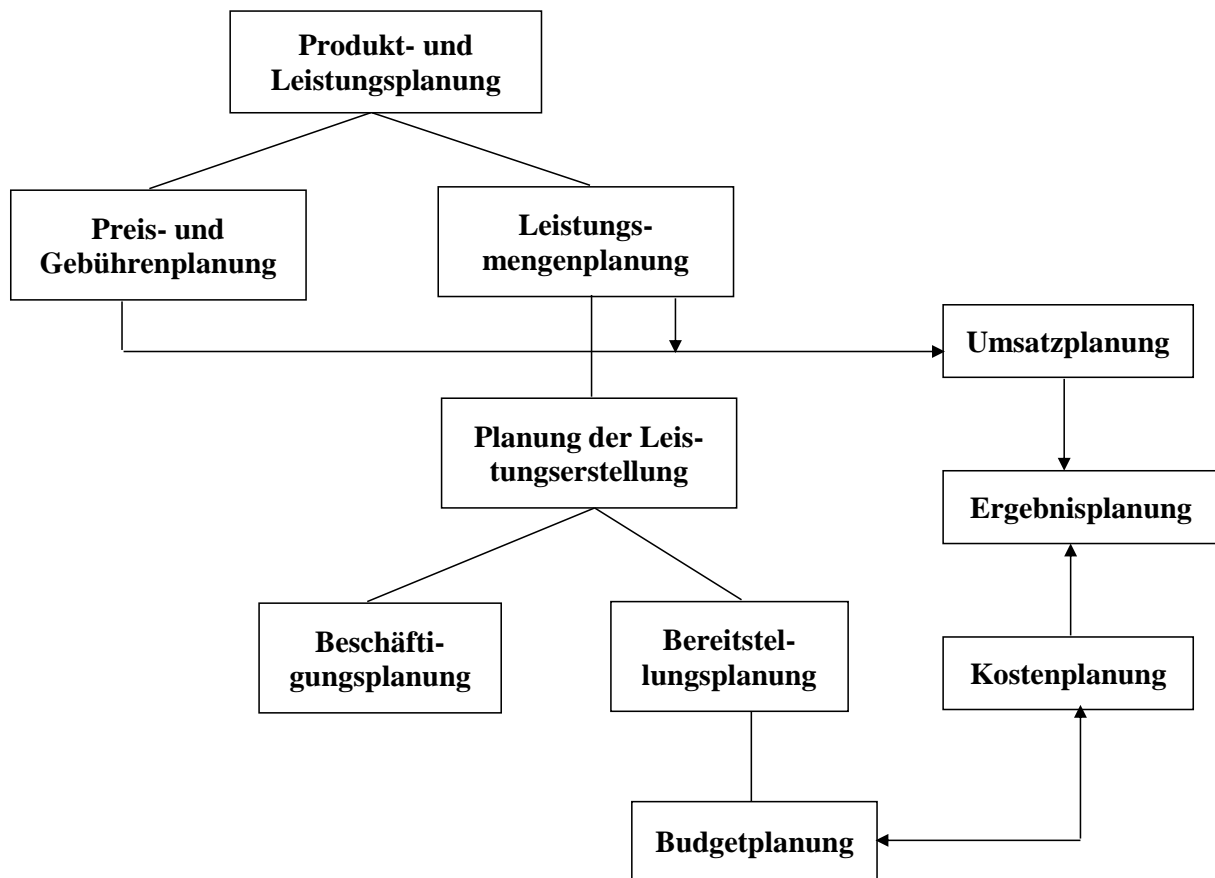 Produkt- und
Leistungsplanung
Preis- und
Gebührenplanung
Leistungs-
mengenplanung
Umsatzplanung
Planung der Leis-
tungserstellung
Ergebnisplanung
Beschäfti-
gungsplanung
Bereitstel-
lungsplanung
Kostenplanung
Budgetplanung